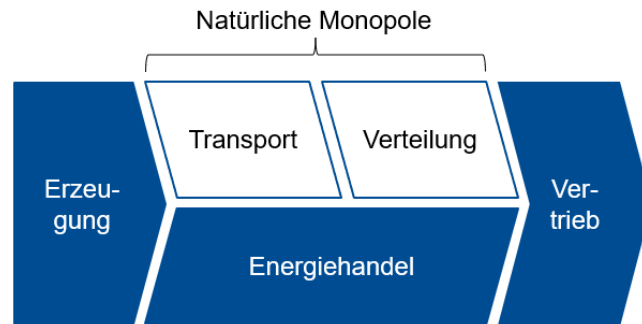 Natürliche Monopole
Transport
Verteilung
Erzeu-
gung
Ver-
trieb
Energiehandel